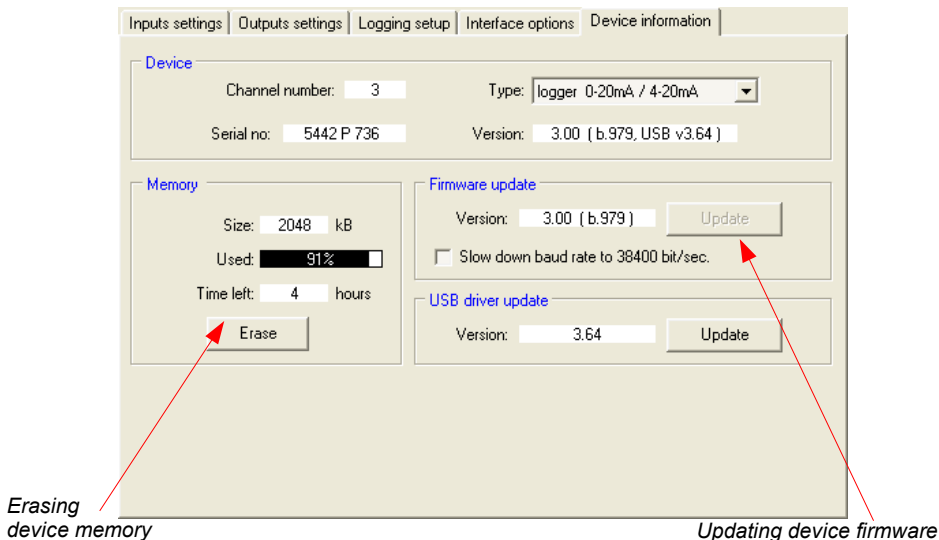 Inputs settings Outputs settings Logging setup Interface options Device information
Device
Channel number: 3 Type: logger 0-20mA / 4-20mA
Serial no: 5442 P 736 Version: 3.00 ( b.979, USB v3.64 )
Memory
Size: 2048 kB
Used: 91%
Time left: 4 hours
Erase
Firmware update
Version: 3.00 ( b.979 ) Update
Slow down baud rate to 38400 bit/sec.
USB driver update
Version: 3.64 Update
Erasing
device memory
Updating device firmware